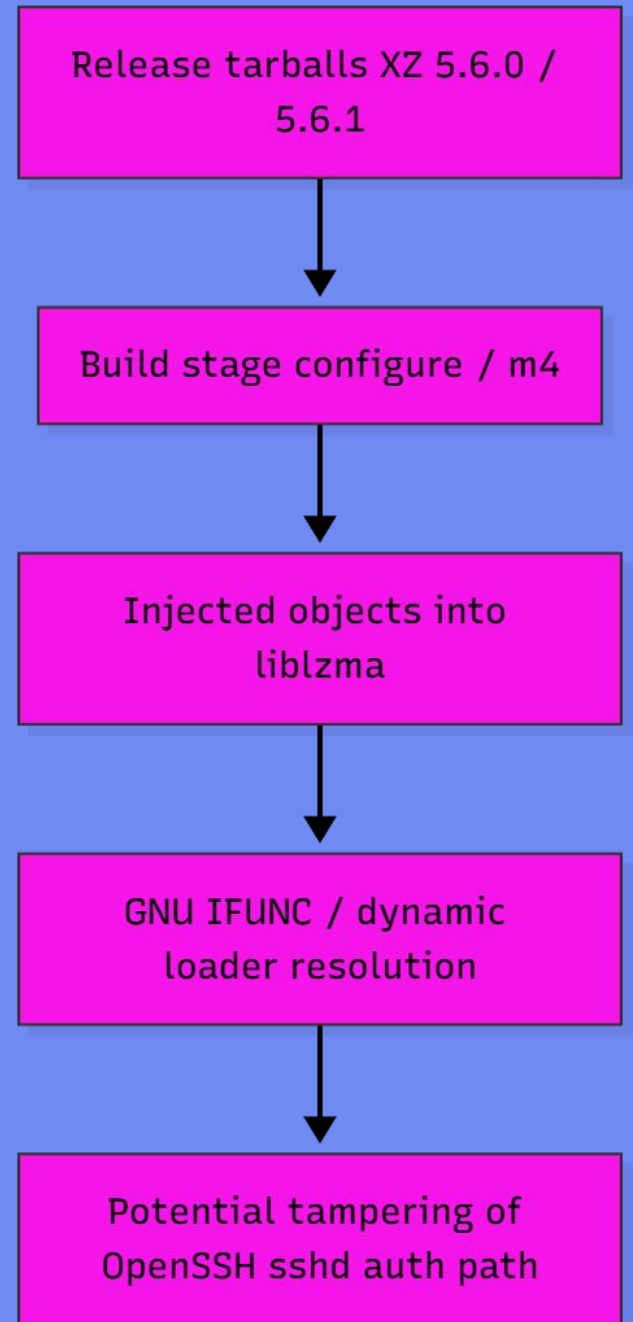 Release tarballs XZ 5.6.0 /
5.6.1
Build stage configure / m4
Injected objects into
liblzma
GNU IFUNC / dynamic
loader resolution
Potential tampering of
OpenSSH sshd auth path